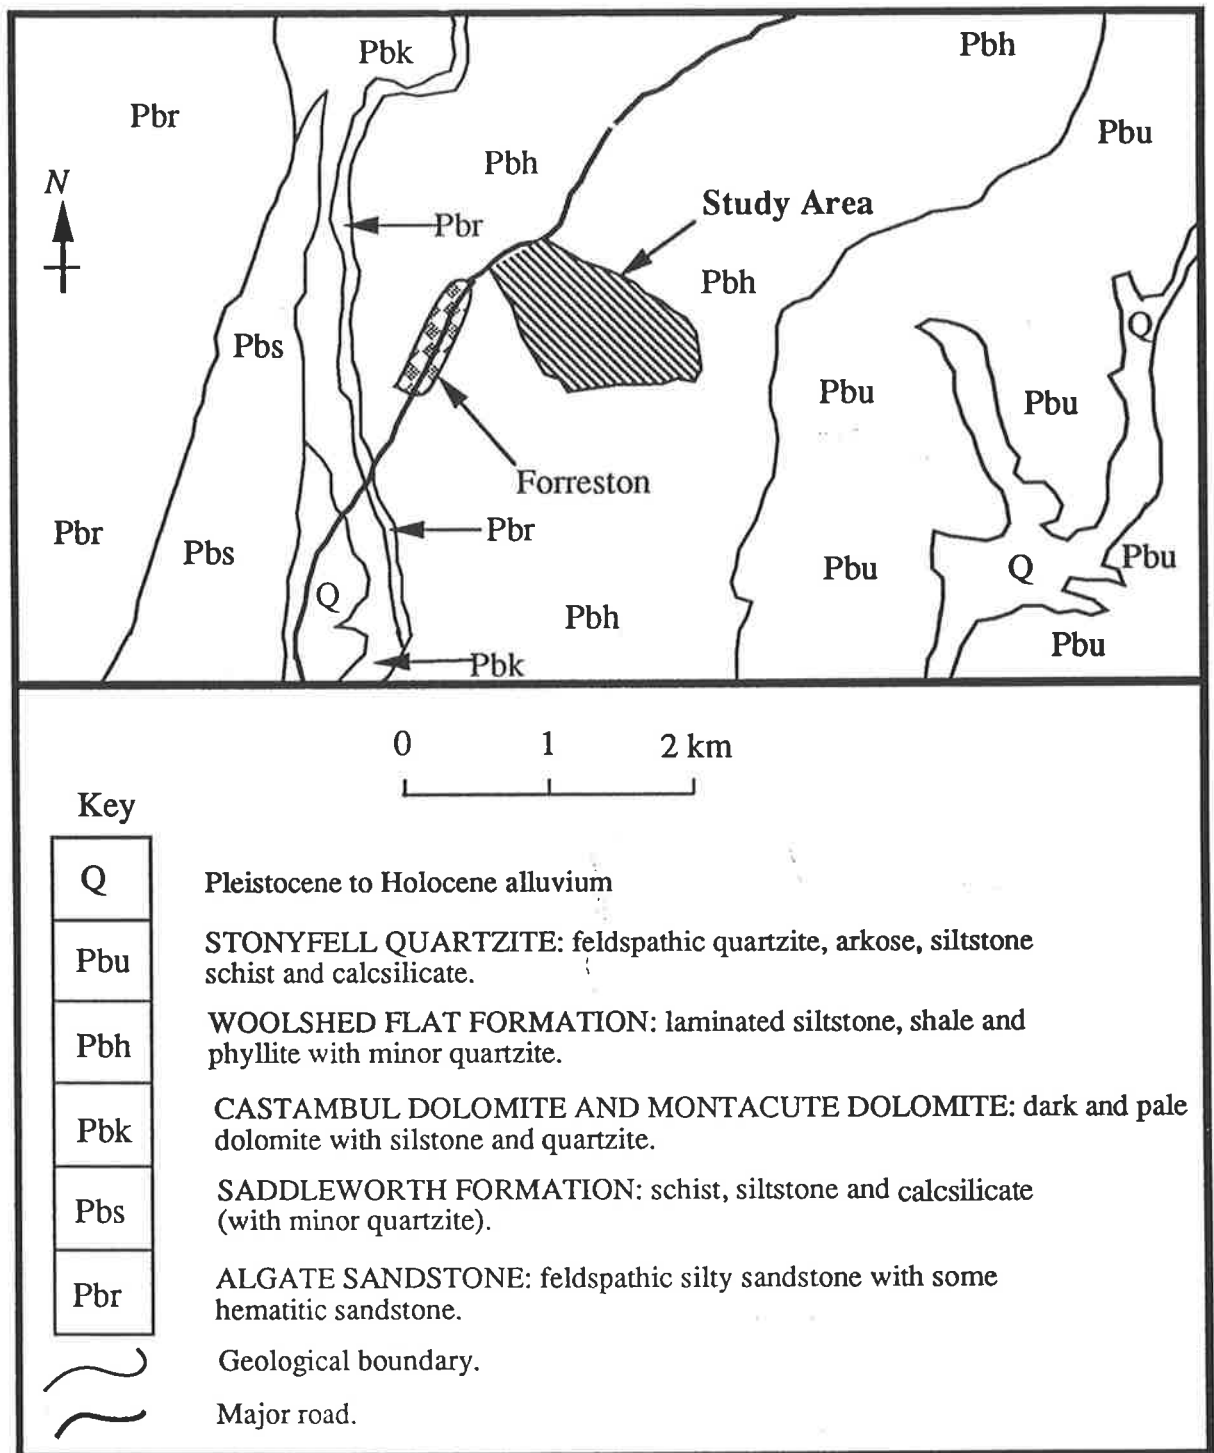 Pbk
Pbh
Pbr
Pbu
Pbh
N
Study Area
Pbr
Pbh
Q
Pbs
Pbu
Pbu
Forreston
Pbr
Pbr
Pbs
Pbu
Q
Pbu
Q
Pbh
Pbu
Pbk
0 1 2 km
Key
Q Pleistocene to Holocene alluvium
Pbu STONYFELL QUARTZITE: feldspathic quartzite, arkose, siltstone
schist and calcsilicate.
Pbh WOOLSHED FLAT FORMATION: laminated siltstone, shale and
phyllite with minor quartzite.
Pbk CASTAMBUL DOLOMITE AND MONTACUTE DOLOMITE: dark and pale
dolomite with silstone and quartzite.
Pbs SADDLEWORTH FORMATION: schist, siltstone and calcsilicate
(with minor quartzite).
Pbr ALGATE SANDSTONE: feldspathic silty sandstone with some
hematitic sandstone.
Geological boundary.
Major road.